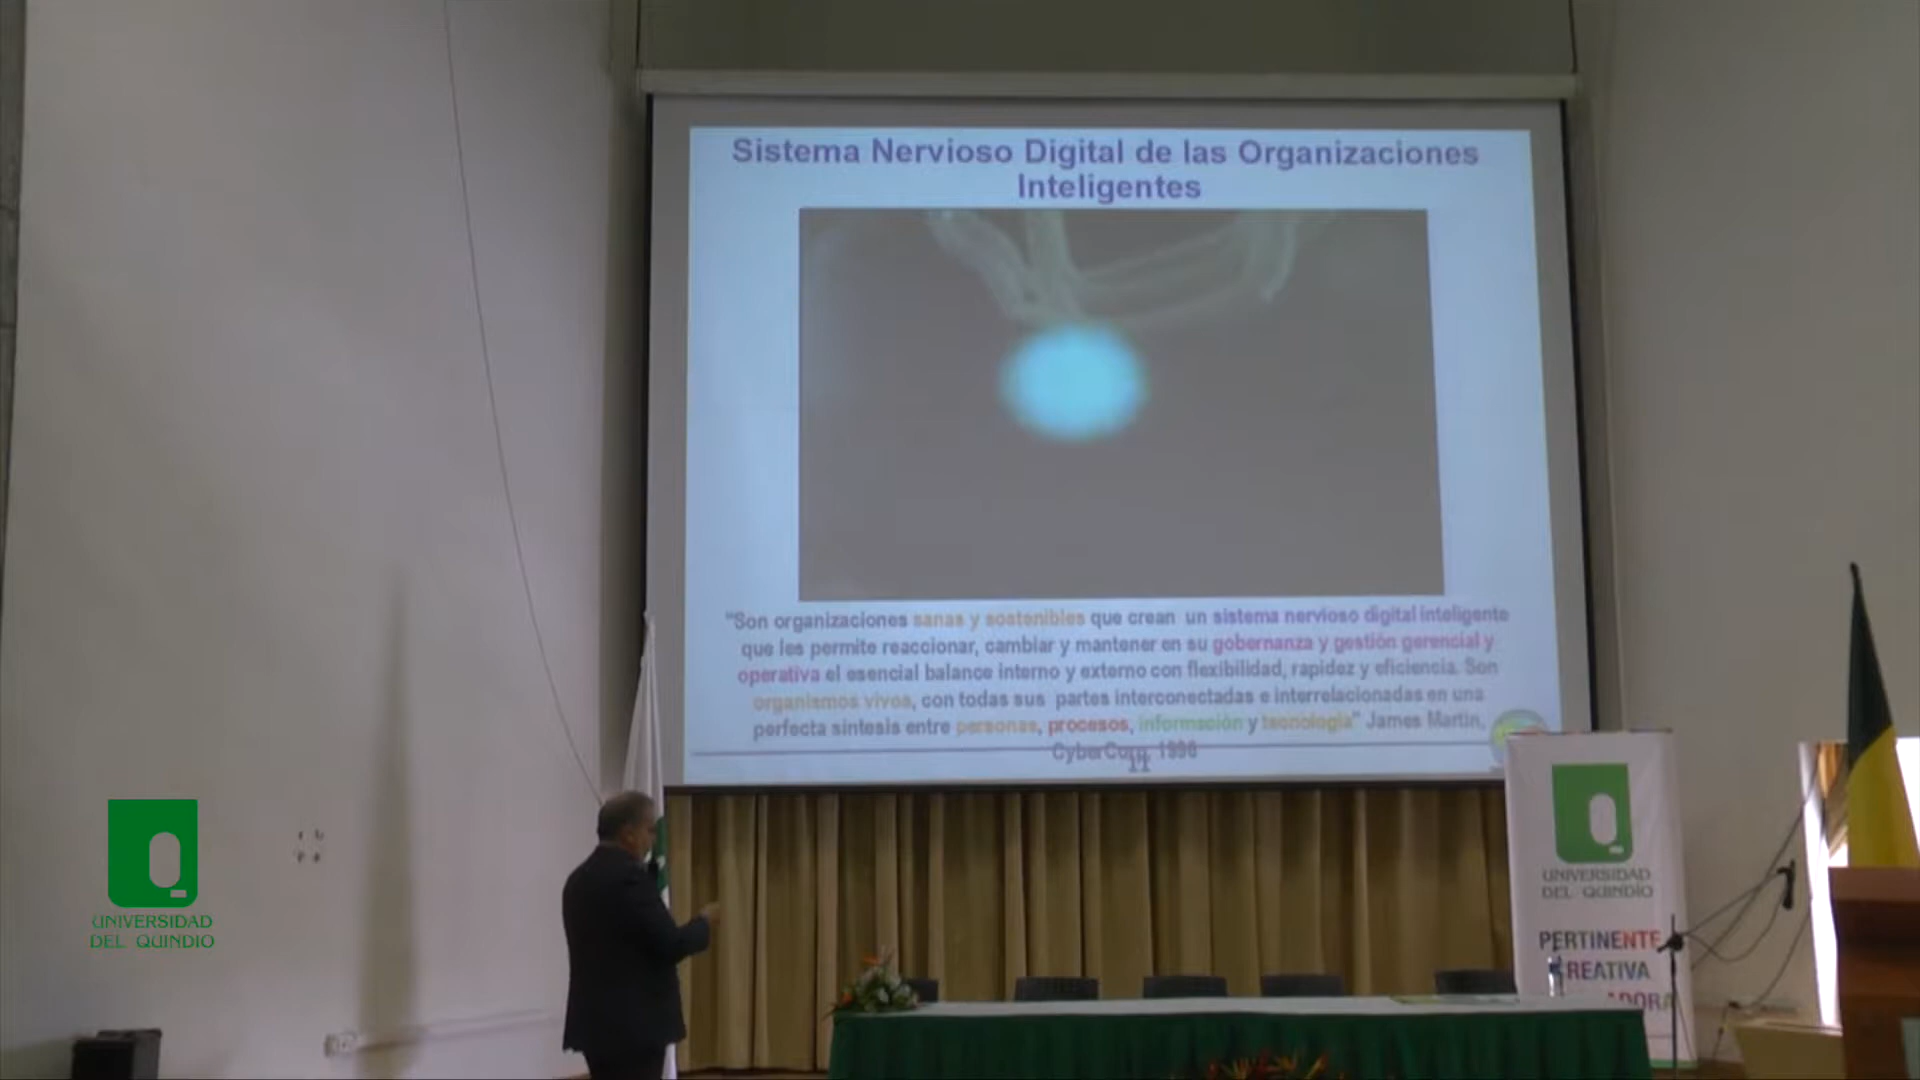 Sistema Nervioso Digital de las Organizaciones
Inteligentes
"Son organizaciones sanas y sostenibles que crean un sistema nervioso digital inteligente
que les permite reaccionar, cambiar y mantener en su gobernanza y gestión gerencial y
operativa el esencial balance interno y externo con flexibilidad, rapidez y eficiencia. Son
organismos vivos, con todas sus partes interconectadas e interrelacionadas en una
perfecta síntesis entre personas, procesos, información y tecnología" James Martin,
CyberCorp, 1996
11
UNIVERSIDAD
DEL QUINDIO
PERTINENTE
CREATIVA
UNIVERSIDAD
DEL QUINDIO